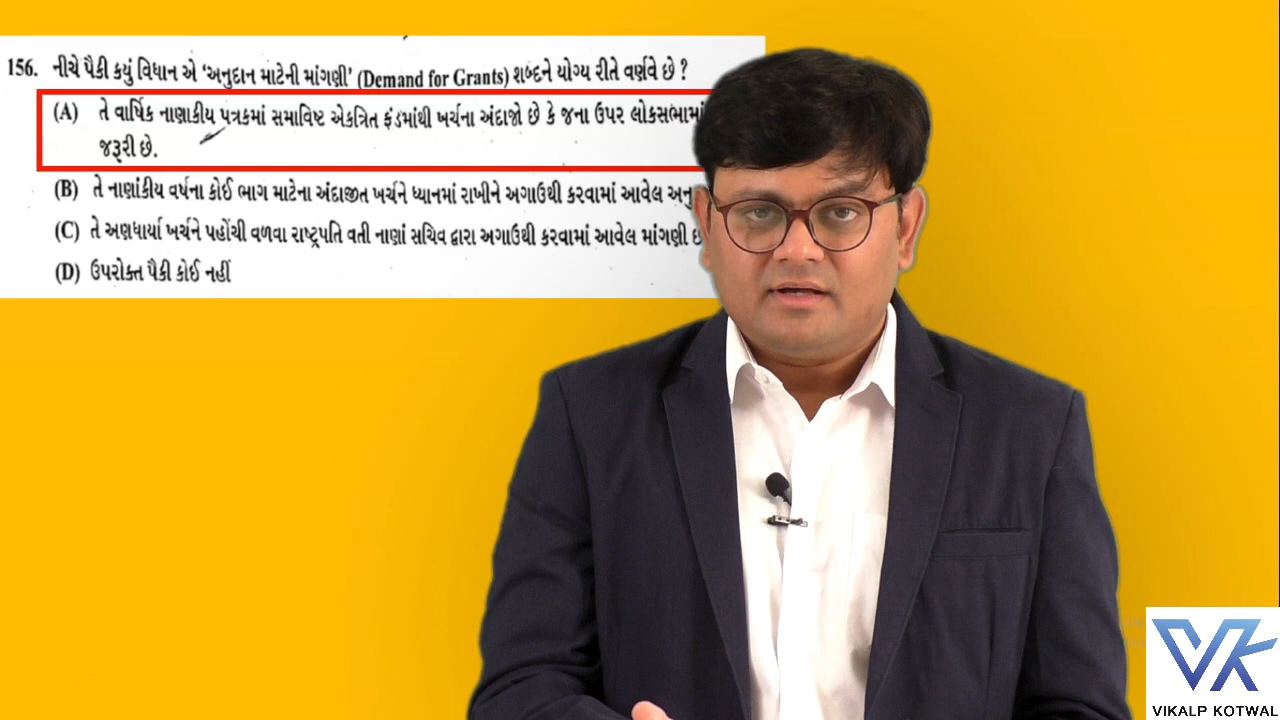 156. નીચે પૈકી કયું વિધાન એ ‘અનુદાન માટેની માંગણી’ (Demand for Grants) શબ્દને યોગ્ય રીતે વર્ણવે છે ?
(A) તે વાર્ષિક નાણાકીય પત્રકમાં સમાવિષ્ટ એકત્રિત ફંડમાંથી ખર્ચના અંદાજો છે કે જના ઉપર લોકસભામાં
જરૂરી છે.
(B) તે નાણાંકીય વર્ષના કોઈ ભાગ માટેના અંદાજીત ખર્ચને ધ્યાનમાં રાખીને અગાઉથી કરવામાં આવેલ
(C) તે અણધાર્યા ખર્ચને પહોંચી વળવા રાષ્ટ્રપતિ વતી નાણાં સચિવ દ્વારા અગાઉથી કરવામાં આવેલ માંગણી
(D) ઉપરોક્ત પૈકી કોઈ નહીં
VK
VIKALP KOTWAL